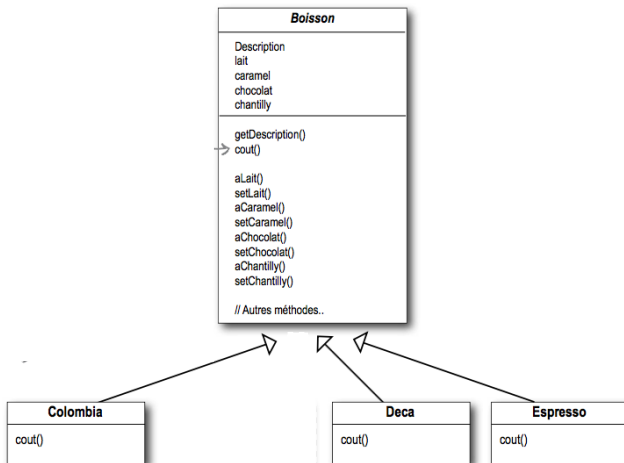 Boisson
Description
lait
caramel
chocolat
chantilly
getDescription()
cout()
aLait()
setLait()
aCaramel()
setCaramel()
aChocolat()
setChocolat()
aChantilly()
setChantilly()
// Autres méthodes..
Colombia
cout()
Deca
cout()
Espresso
cout()